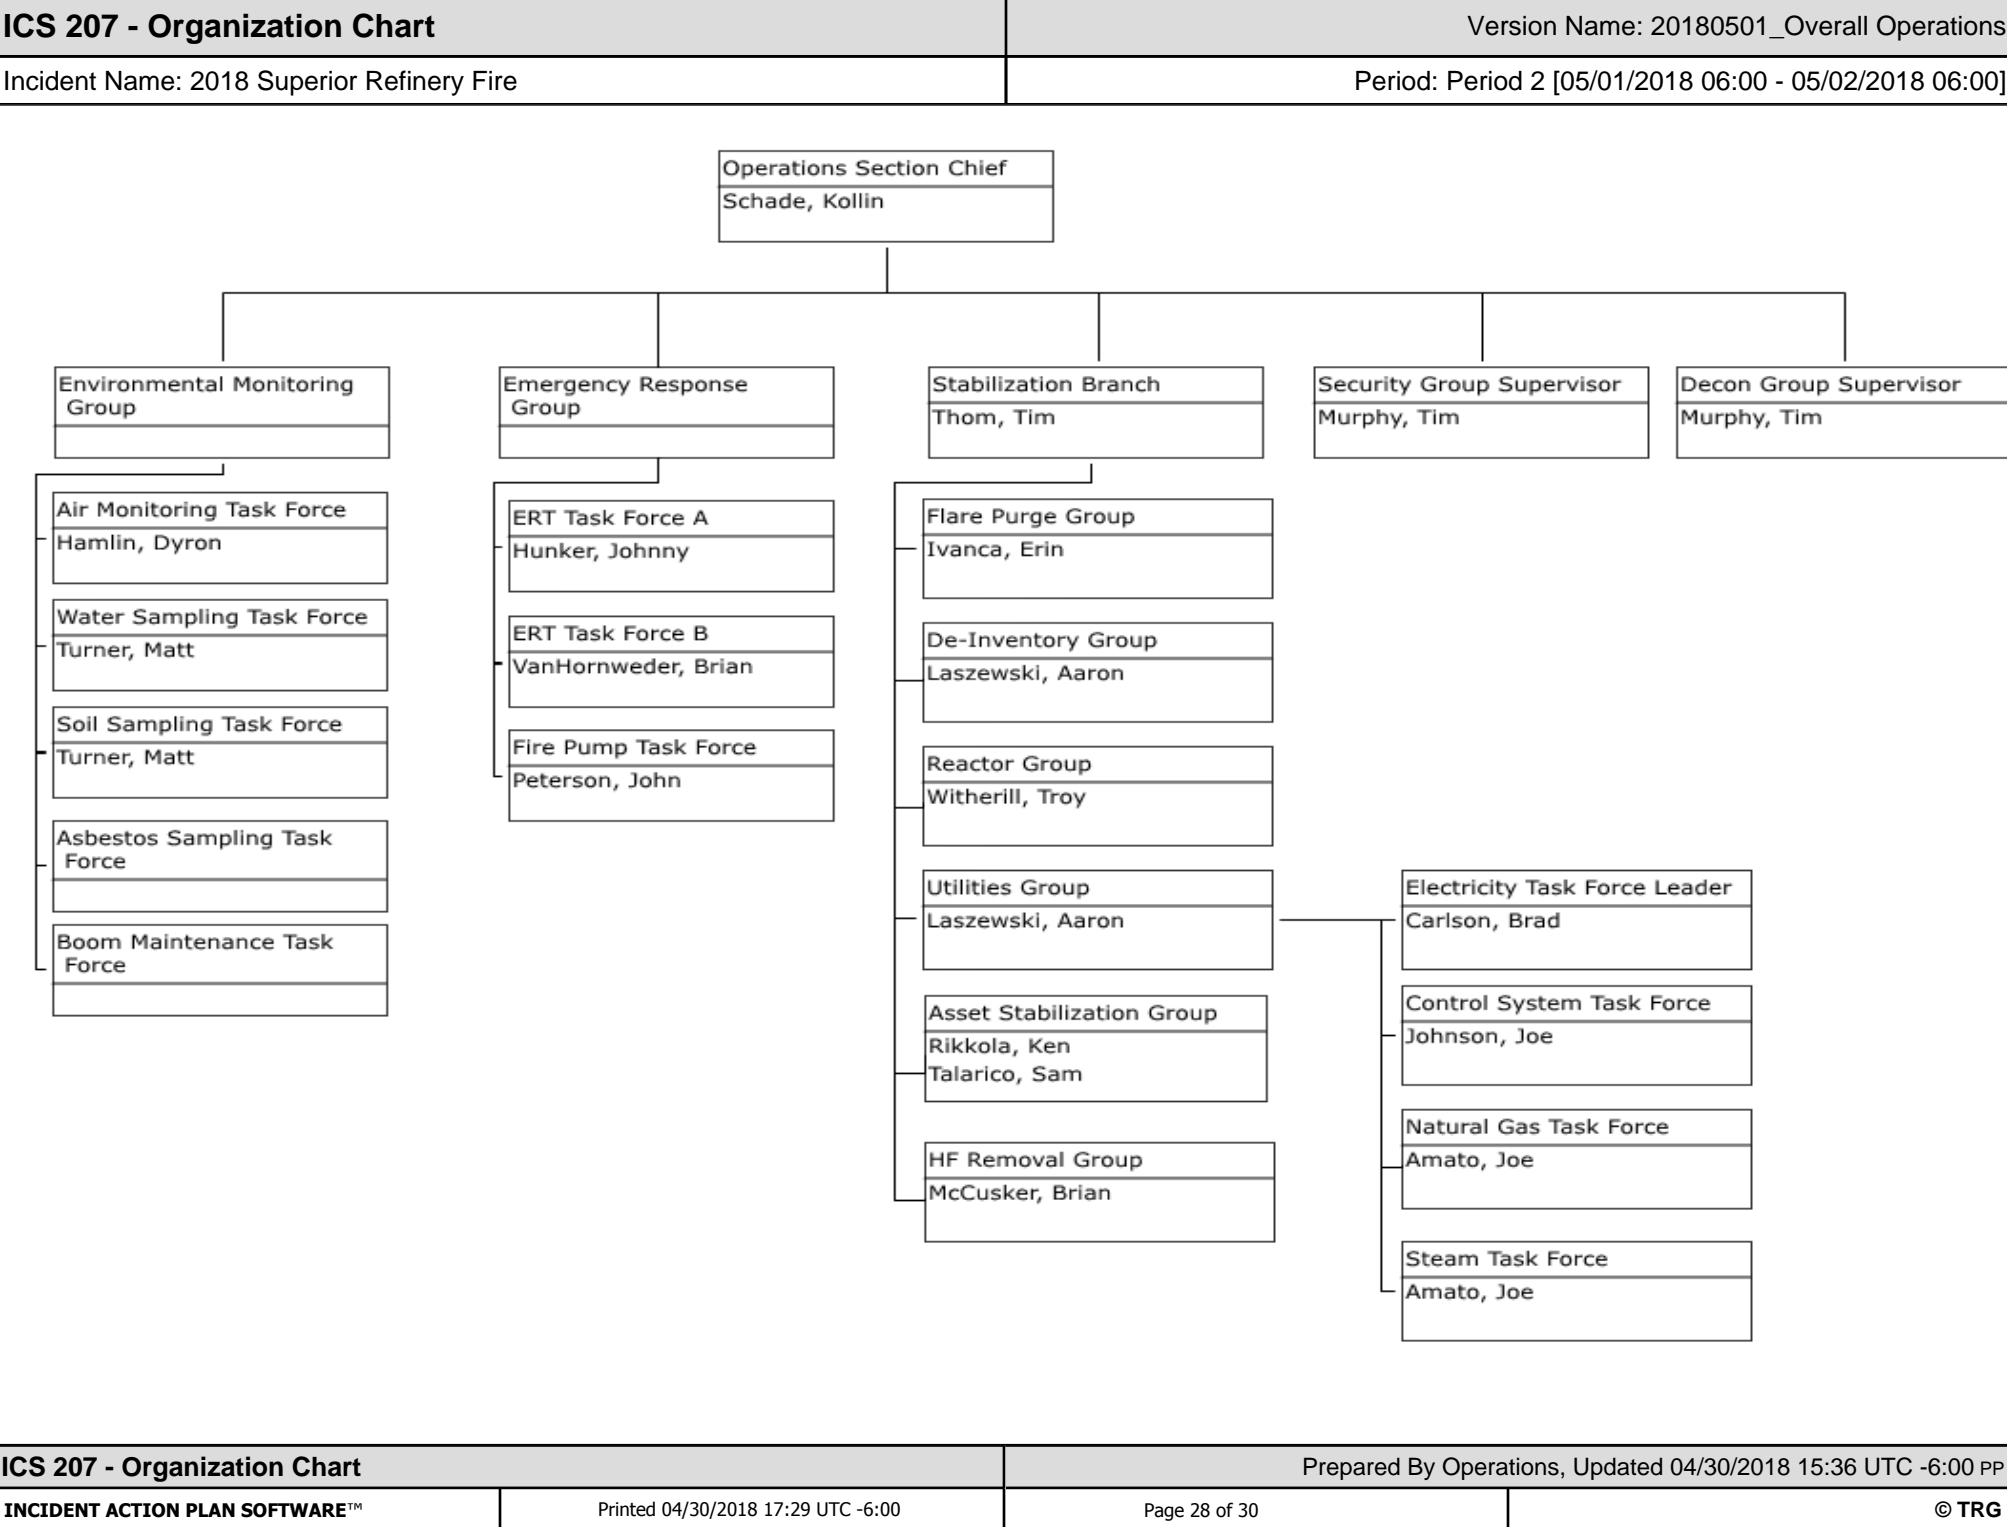 ICS 207 - Organization Chart
Version Name: 20180501_Overall Operations
Incident Name: 2018 Superior Refinery Fire
Period: Period 2 [05/01/2018 06:00 - 05/02/2018 06:00]
Operations Section Chief
Schade, Kollin
Environmental Monitoring
Group
Air Monitoring Task Force
Hamlin, Dyron
Water Sampling Task Force
Turner, Matt
Soil Sampling Task Force
Turner, Matt
Asbestos Sampling Task
Force
Boom Maintenance Task
Force
Emergency Response
Group
ERT Task Force A
Hunker, Johnny
ERT Task Force B
VanHornweder, Brian
Fire Pump Task Force
Peterson, John
Stabilization Branch
Thom, Tim
Flare Purge Group
Ivanca, Erin
De-Inventory Group
Laszewski, Aaron
Reactor Group
Witherill, Troy
Utilities Group
Laszewski, Aaron
Asset Stabilization Group
Rikkola, Ken
Talarico, Sam
HF Removal Group
McCusker, Brian
Electricity Task Force Leader
Carlson, Brad
Control System Task Force
Johnson, Joe
Natural Gas Task Force
Amato, Joe
Steam Task Force
Amato, Joe
Security Group Supervisor
Murphy, Tim
Decon Group Supervisor
Murphy, Tim
ICS 207 - Organization Chart
Prepared By Operations, Updated 04/30/2018 15:36 UTC -6:00 PP
INCIDENT ACTION PLAN SOFTWARE™
Printed 04/30/2018 17:29 UTC -6:00
Page 28 of 30
© TRG